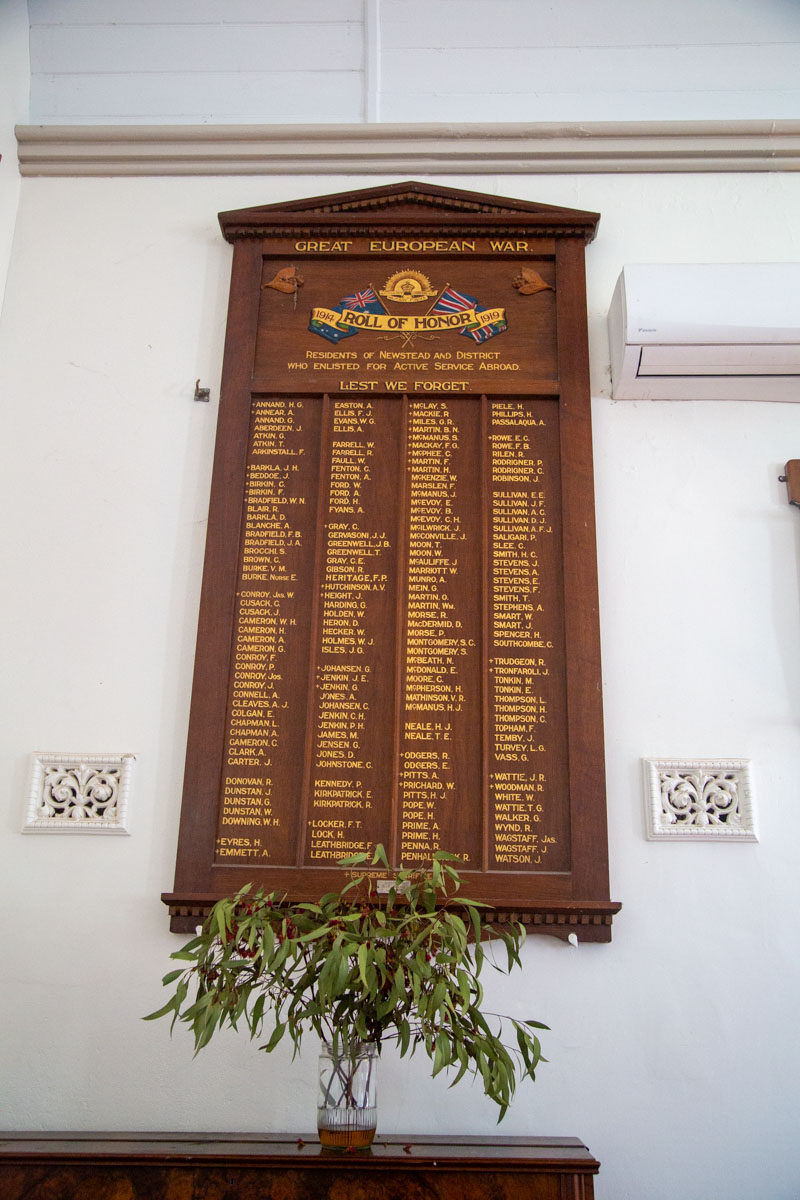 GREAT EUROPEAN WAR.
1914 ROLL OF HONOR 1919
RESIDENTS OF NEWSTEAD AND DISTRICT
WHO ENLISTED FOR ACTIVE SERVICE ABROAD.
LEST WE FORGET.
+ANNAND, H. G.
+ANNEAR, A.
ANNAND, G.
ABERDEEN, J.
ATKIN, G.
ATKIN, T.
ARKINSTALL, F.
+BARKLA, J. H.
+BEDDOE, J.
+BIRKIN, C.
+BIRKIN, F.
+BRADFIELD, W. N.
BLAIR, R.
BARKLA, D.
BLANCHE, A.
BRADFIELD, F.B.
BRADFIELD, J.A.
BROCCHI, S.
BROWN, C.
BURKE, V. M.
BURKE, NURSE E.
+CONROY, JAS. W.
CUSACK, C.
CUSACK, J.
CAMERON, W. H.
CAMERON, H.
CAMERON, A.
CAMERON, G.
CONROY, F.
CONROY, P.
CONROY, JOS.
CONROY, J.
CONNELL, A.
CLEAVES, A. J.
COLGAN, E.
CHAPMAN, L.
CHAPMAN, A.
CAMERON, C.
CLARK, A.
CARTER, J.
DONOVAN, R.
DUNSTAN, J.
DUNSTAN, G.
DUNSTAN, W.
DOWNING, W. H.
+EYRES, H.
+EMMETT, A.
EASTON, A.
ELLIS, F. J.
EVANS, W. G.
ELLIS, A.
FARRELL, W.
FARRELL, R.
FAULL, W.
FENTON, C.
FENTON, A.
FORD, W.
FORD, A.
FORD, H.
FYANS, A.
+GRAY, C.
GERVASONI, J. J.
GREENWELL, J. B.
GREENWELL, T.
GRAY, C. E.
GIBSON, R.
HERITAGE, F.P.
+HUTCHINSON, A.V.
+HEIGHT, J.
HARDING, G.
HOLDEN, W.
HERON, D.
HECKER, W.
HOLMES, W. J.
ISLES, J. G.
+JOHANSEN, G.
+JENKIN, J. E.
+JENKIN, G.
JONES, A.
JOHANSEN, C.
JENKIN, C. H.
JENKIN, P. H.
JAMES, M.
JENSEN, G.
JONES, D.
JOHNSTONE, C.
KENNEDY, P.
KIRKPATRICK, E.
KIRKPATRICK, R.
+LOCKER, F. T.
LOCK, H.
LETHBRIDGE, F.
LETHBRIDGE,
+McLAY, S.
+MACKIE, R
+MILES, G. R.
+MARTIN, B. N.
+McMANUS, S.
+MACKAY, F. G.
+McPHEE, C.
+MARTIN, F.
+MARTIN, H.
McKENZIE, W.
MARSLEN, F.
McMANUS, J.
McEVOY, E.
McEVOY, B.
McEVOY, C. H.
McILWRICK, J.
McCONVILLE, J.
MOON, T.
MOON, W.
McAULIFFE, J.
MARRIOTT W.
MUNRO, A.
MEIN, G.
MARTIN, O.
MARTIN, WM.
MORSE, R.
MACDERMID, D.
MORSE, P.
MONTGOMERY, S. C.
MONTGOMERY, S.
McBEATH, N.
McDONALD, E.
MOORE, C.
McPHERSON, H.
MATHINSON, V. R.
McMANUS, H. J.
NEALE, H. J.
NEALE, T. E.
+ODGERS, R.
ODGERS, E.
+PITTS, A.
+PRICHARD, W.
PITTS, H. J.
POPE, W.
POPE, H.
PRIME, A.
PRIME, H.
PENNA, R.
PIELE, H.
PHILLIPS, H.
PASSALAQUA, A.
+ROWE, E. C.
ROWE, F. B.
RILEN, R.
RODRIGNER, P.
RODRIGNER, C.
ROBINSON, J.
SULLIVAN, E. E.
SULLIVAN, J. F.
SULLIVAN, A. C.
SULLIVAN, D. J.
SULLIVAN, A. F. J.
SALIGARI, P.
SLEE, C.
SMITH, H. C.
STEVENS, J.
STEVENS, A.
STEVENS, E.
STEVENS, F.
SMITH, T.
STEPHENS, A.
SMART, W.
SMART, J.
SPENCER, H.
SOUTHCOMBE, C.
+TRUDGEON, R.
+TRONFAROLI, J.
TONKIN, M.
TONKIN, E.
THOMPSON, L.
THOMPSON, H.
THOMPSON, C.
TOPHAM, F.
TEMBY, J.
TURVEY, L. G.
VASS, G.
+WATTIE, J. R.
+WOODMAN, R.
WHITE, W.
WATTIE, T. G.
WALKER, G.
WYND, R.
WAGSTAFF, JAS.
WAGSTAFF, J.
WATSON, J.
+SUPREME SACRIFICE